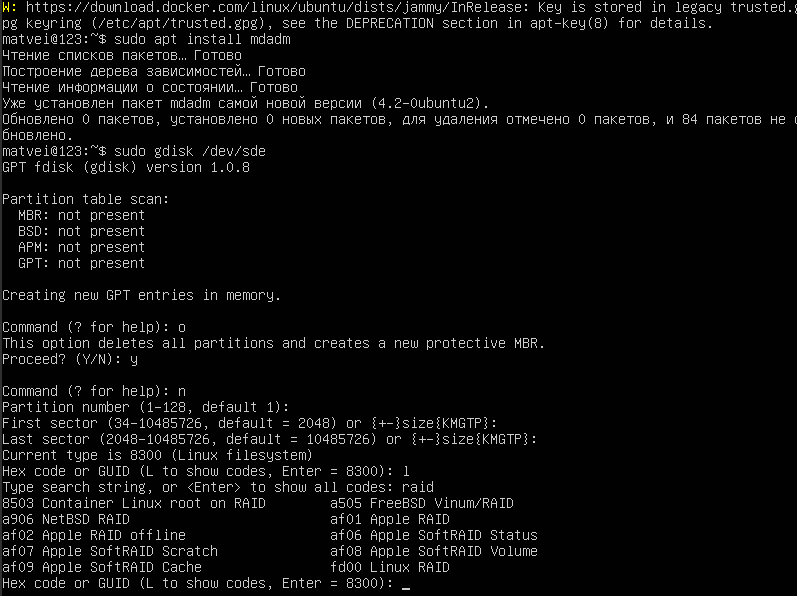 W: https://download.docker.com/linux/ubuntu/dists/jammy/InRelease: Key is stored in legacy trusted.g
pg keyring (/etc/apt/trusted.gpg), see the DEPRECATION section in apt-key(8) for details.
matvei@123:~$ sudo apt install mdadm
Чтение списков пакетов… Готово
Построение дерева зависимостей… Готово
Чтение информации о состоянии… Готово
Уже установлен пакет mdadm самой новой версии (4.2-0ubuntu2).
Обновлено 0 пакетов, установлено 0 новых пакетов, для удаления отмечено 0 пакетов, и 84 пакетов не о
бновлено.
matvei@123:~$ sudo gdisk /dev/sde
GPT fdisk (gdisk) version 1.0.8

Partition table scan:
  MBR: not present
  BSD: not present
  APM: not present
  GPT: not present

Creating new GPT entries in memory.

Command (? for help): o
This option deletes all partitions and creates a new protective MBR.
Proceed? (Y/N): y

Command (? for help): n
Partition number (1-128, default 1):
First sector (34-10485726, default = 2048) or {+-}size{KMGTP}:
Last sector (2048-10485726, default = 10485726) or {+-}size{KMGTP}:
Current type is 8300 (Linux filesystem)
Hex code or GUID (L to show codes, Enter = 8300): l
Type search string, or <Enter> to show all codes: raid
8503 Container Linux root on RAID        a505 FreeBSD Vinum/RAID
a906 NetBSD RAID                         af01 Apple RAID
af02 Apple RAID offline                  af06 Apple SoftRAID Status
af07 Apple SoftRAID Scratch              af08 Apple SoftRAID Volume
af09 Apple SoftRAID Cache                fd00 Linux RAID
Hex code or GUID (L to show codes, Enter = 8300): _